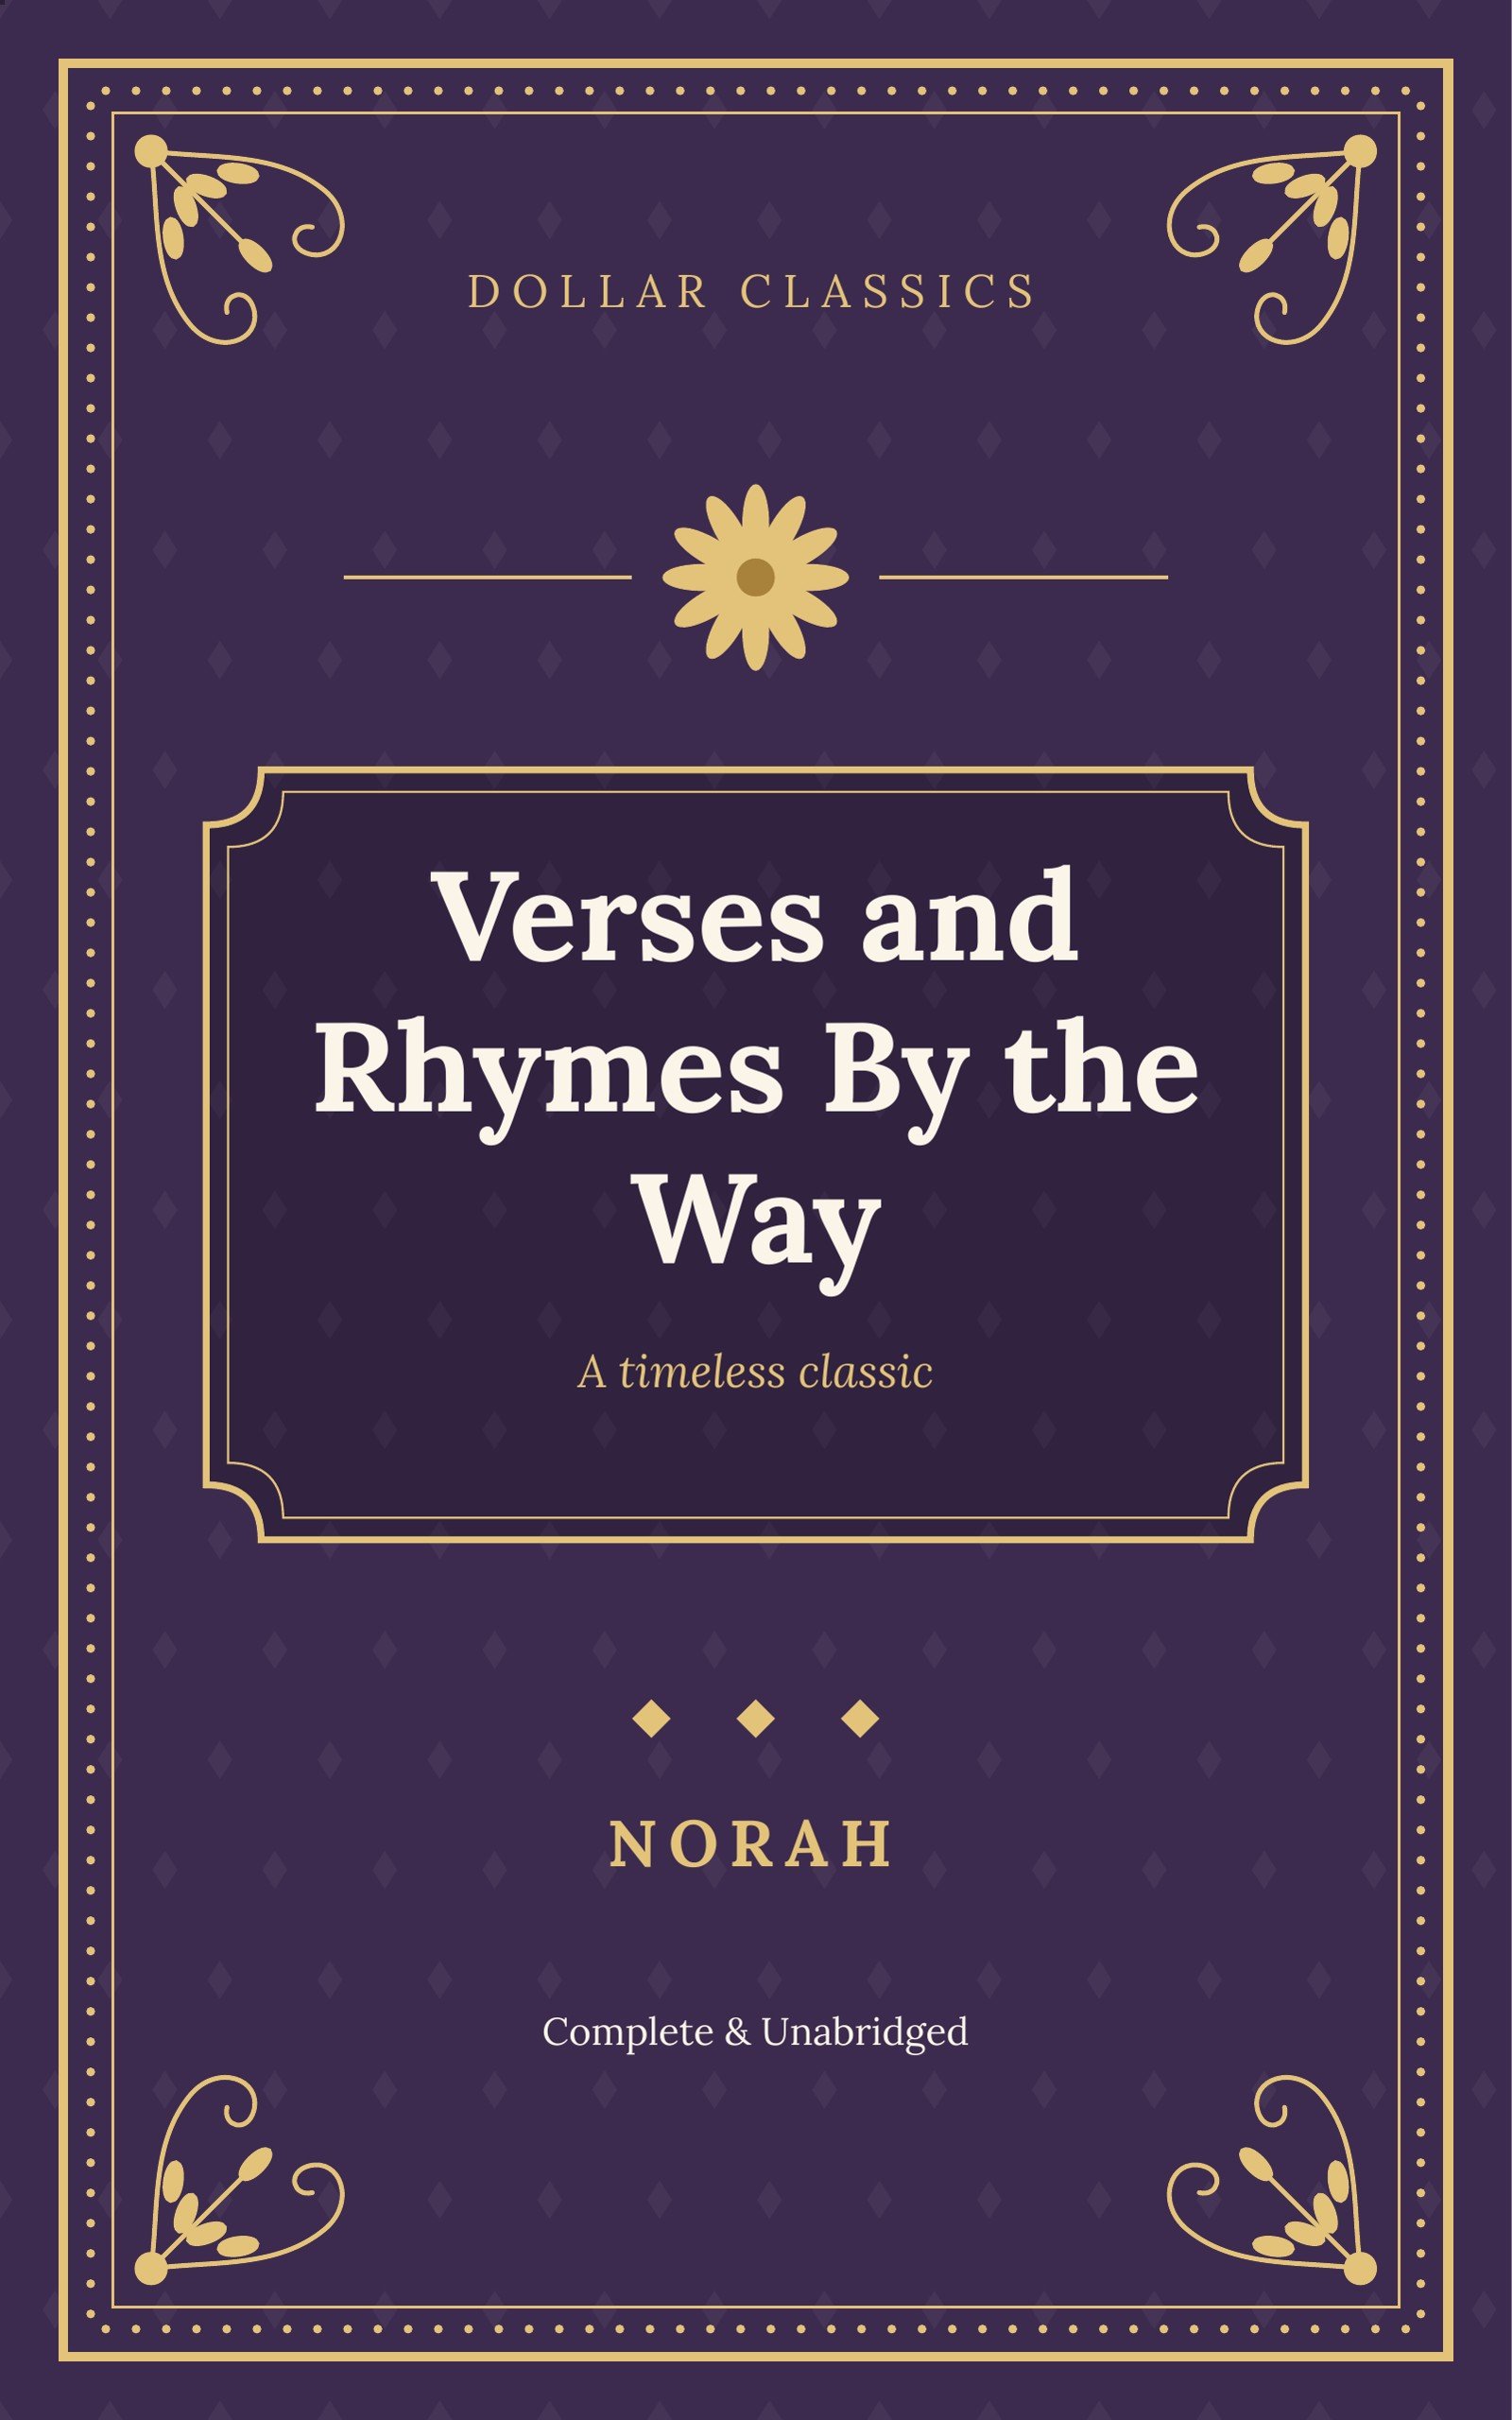 DOLLAR CLASSICS
Verses and
Rhymes By the
Way
A timeless classic
NORAH
Complete & Unabridged